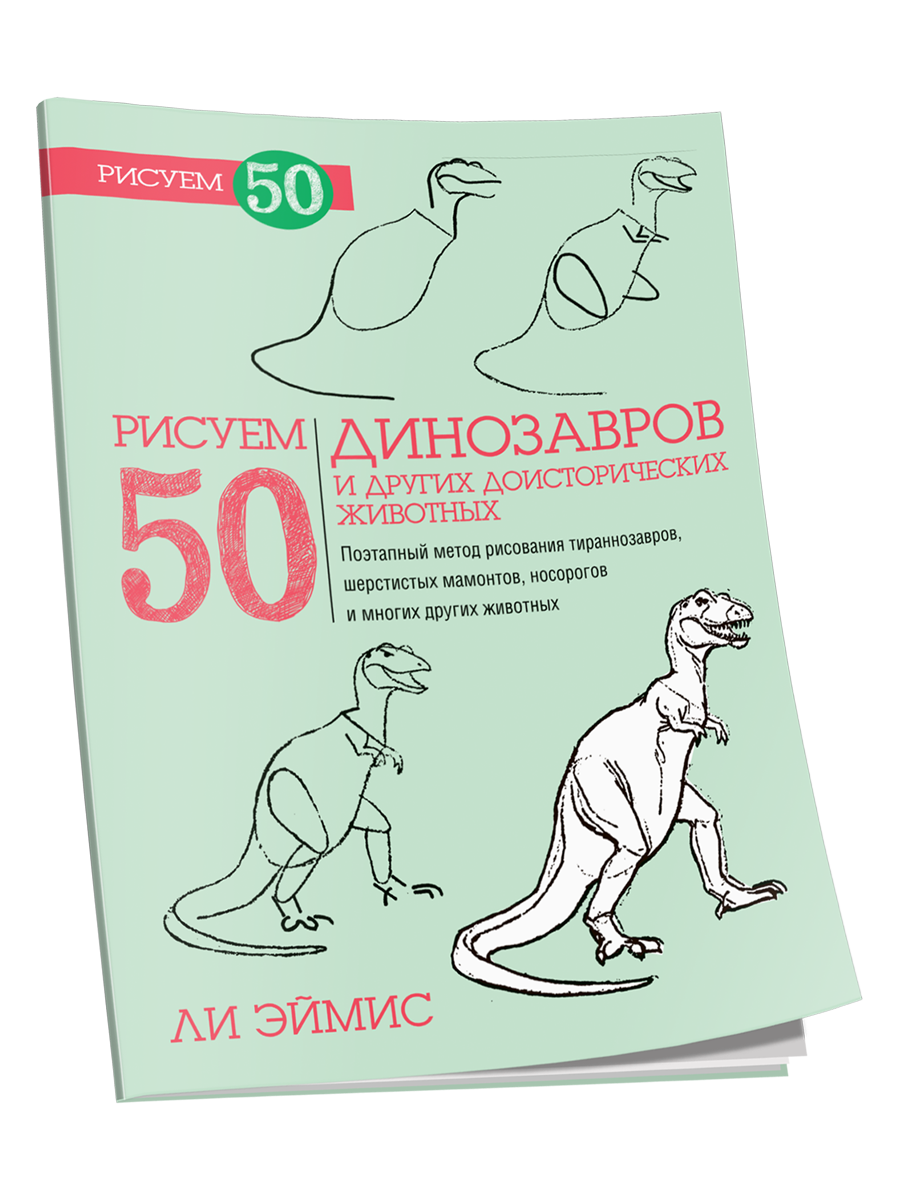 РИСУЕМ 50
РИСУЕМ
50
ДИНОЗАВРОВ
И ДРУГИХ ДОИСТОРИЧЕСКИХ
ЖИВОТНЫХ
Поэтапный метод рисования тираннозавров,
шерстистых мамонтов, носорогов
и многих других животных
ЛИ ЭЙМИС